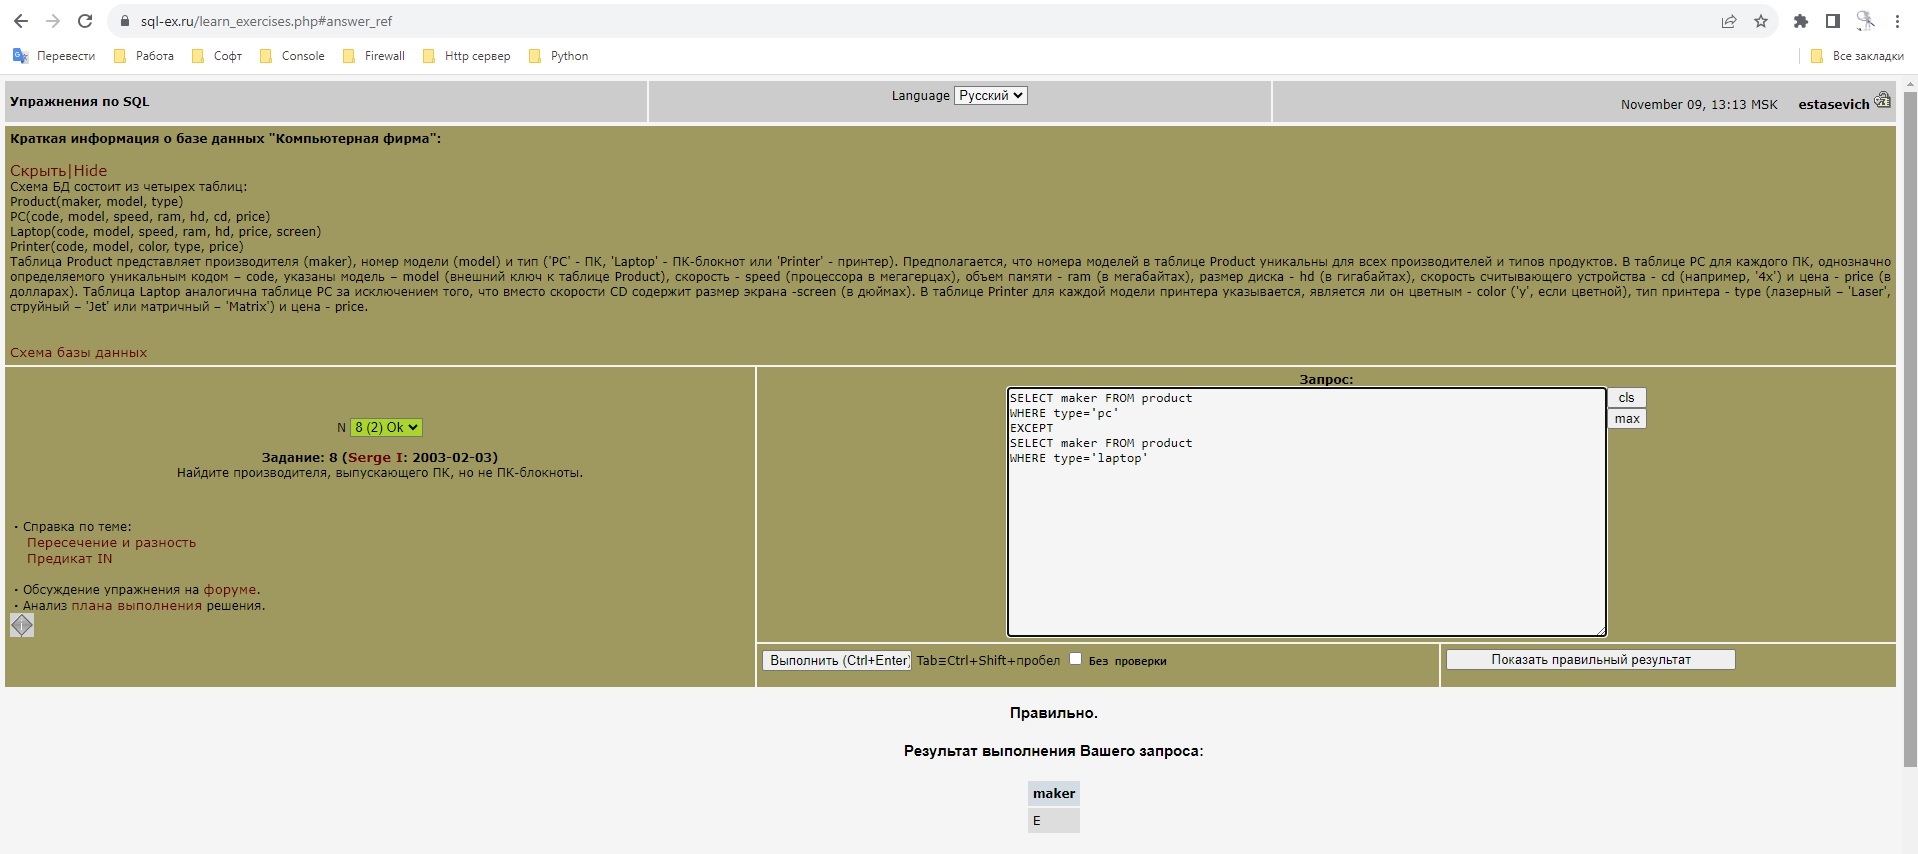 sql-ex.ru/learn_exercises.php#answer_ref
Перевести Работа Софт Console Firewall Http сервер Python Все закладки
Упражнения по SQL Language Русский November 09, 13:13 MSK estasevich
Краткая информация о базе данных "Компьютерная фирма":
Скрыть|Hide
Схема БД состоит из четырех таблиц:
Product(maker, model, type)
PC(code, model, speed, ram, hd, cd, price)
Laptop(code, model, speed, ram, hd, price, screen)
Printer(code, model, color, type, price)
Таблица Product представляет производителя (maker), номер модели (model) и тип ('PC' - ПК, 'Laptop' - ПК-блокнот или 'Printer' - принтер). Предполагается, что номера моделей в таблице Product уникальны для всех производителей и типов продуктов. В таблице PC для каждого ПК, однозначно
определяемого уникальным кодом – code, указаны модель – model (внешний ключ к таблице Product), скорость - speed (процессора в мегагерцах), объем памяти - ram (в мегабайтах), размер диска - hd (в гигабайтах), скорость считывающего устройства - cd (например, '4x') и цена - price (в
долларах). Таблица Laptop аналогична таблице РС за исключением того, что вместо скорости CD содержит размер экрана -screen (в дюймах). В таблице Printer для каждой модели принтера указывается, является ли он цветным - color ('y', если цветной), тип принтера - type (лазерный – 'Laser',
струйный – 'Jet' или матричный – 'Matrix') и цена - price.
Схема базы данных
N 8 (2) Ok
Задание: 8 (Serge I: 2003-02-03)
Найдите производителя, выпускающего ПК, но не ПК-блокноты.
· Справка по теме:
Пересечение и разность
Предикат IN
· Обсуждение упражнения на форуме.
· Анализ плана выполнения решения.
Запрос:
SELECT maker FROM product
WHERE type='pc'
EXCEPT
SELECT maker FROM product
WHERE type='laptop'
cls
max
Выполнить (Ctrl+Enter) Tab≡Ctrl+Shift+пробел Без проверки Показать правильный результат
Правильно.
Результат выполнения Вашего запроса:
maker
E